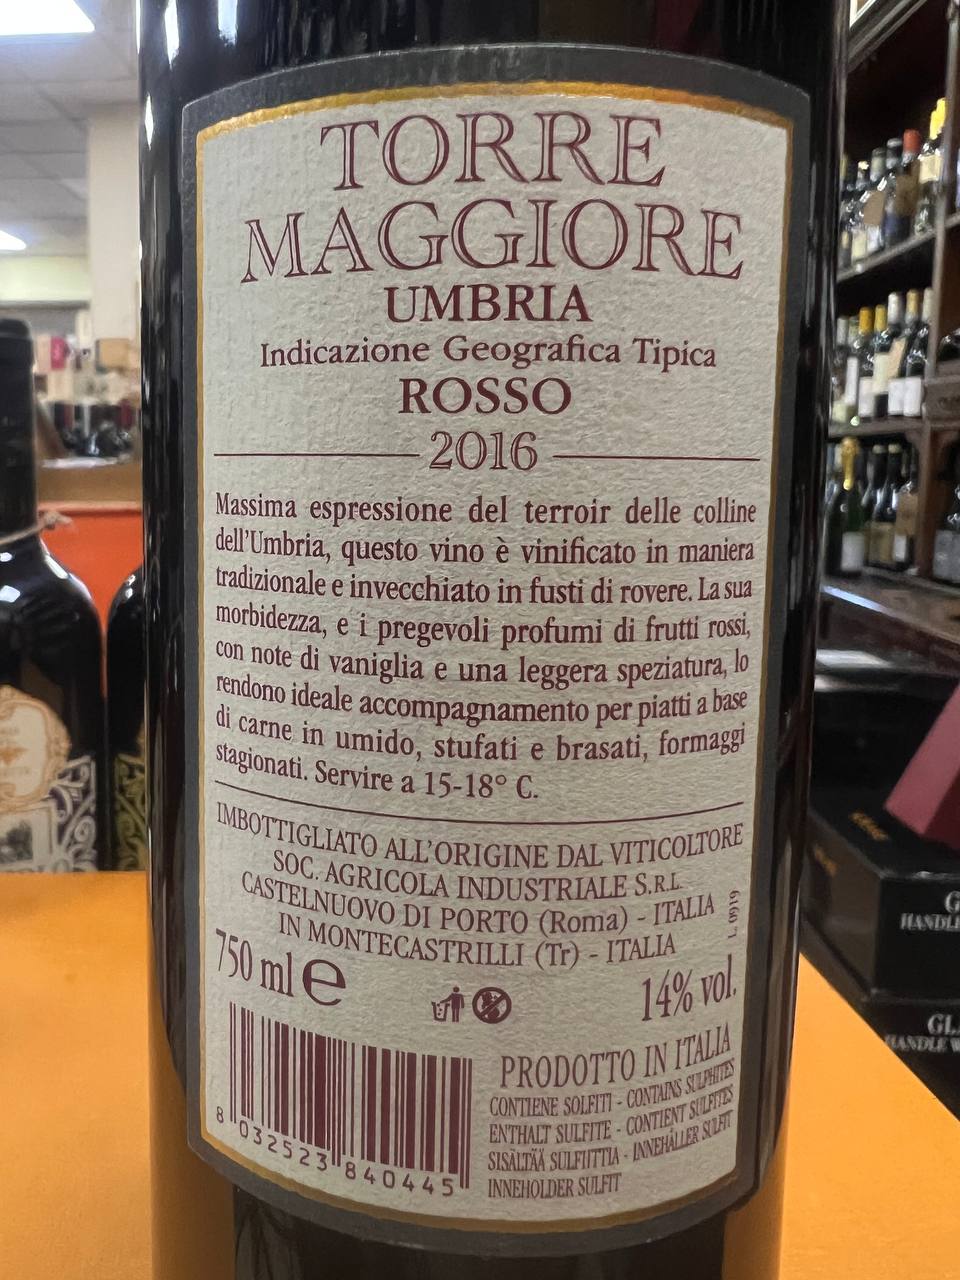 TORRE
MAGGIORE
UMBRIA
Indicazione Geografica Tipica
ROSSO
2016
Massima espressione del terroir delle colline
dell'Umbria, questo vino è vinificato in maniera
tradizionale e invecchiato in fusti di rovere. La sua
morbidezza, e i pregevoli profumi di frutti rossi,
con note di vaniglia e una leggera speziatura, lo
rendono ideale accompagnamento per piatti a base
di carne in umido, stufati e brasati, formaggi
stagionati. Servire a 15-18° C.
IMBOTTIGLIATO ALL'ORIGINE DAL VITICOLTORE
SOC. AGRICOLA INDUSTRIALE S.R.L.
CASTELNUOVO DI PORTO (Roma) - ITALIA
IN MONTECASTRILLI (Tr) - ITALIA
L. 0919
750 ml e
14% vol.
PRODOTTO IN ITALIA
CONTIENE SOLFITI - CONTAINS SULPHITES
ENTHALT SULFITE - CONTIENT SULFITES
SISÄLTÄÄ SULFIITTIA - INNEHÅLLER SULFIT
INNEHOLDER SULFIT
8 032523 840445
HANDLE
HANDLE W